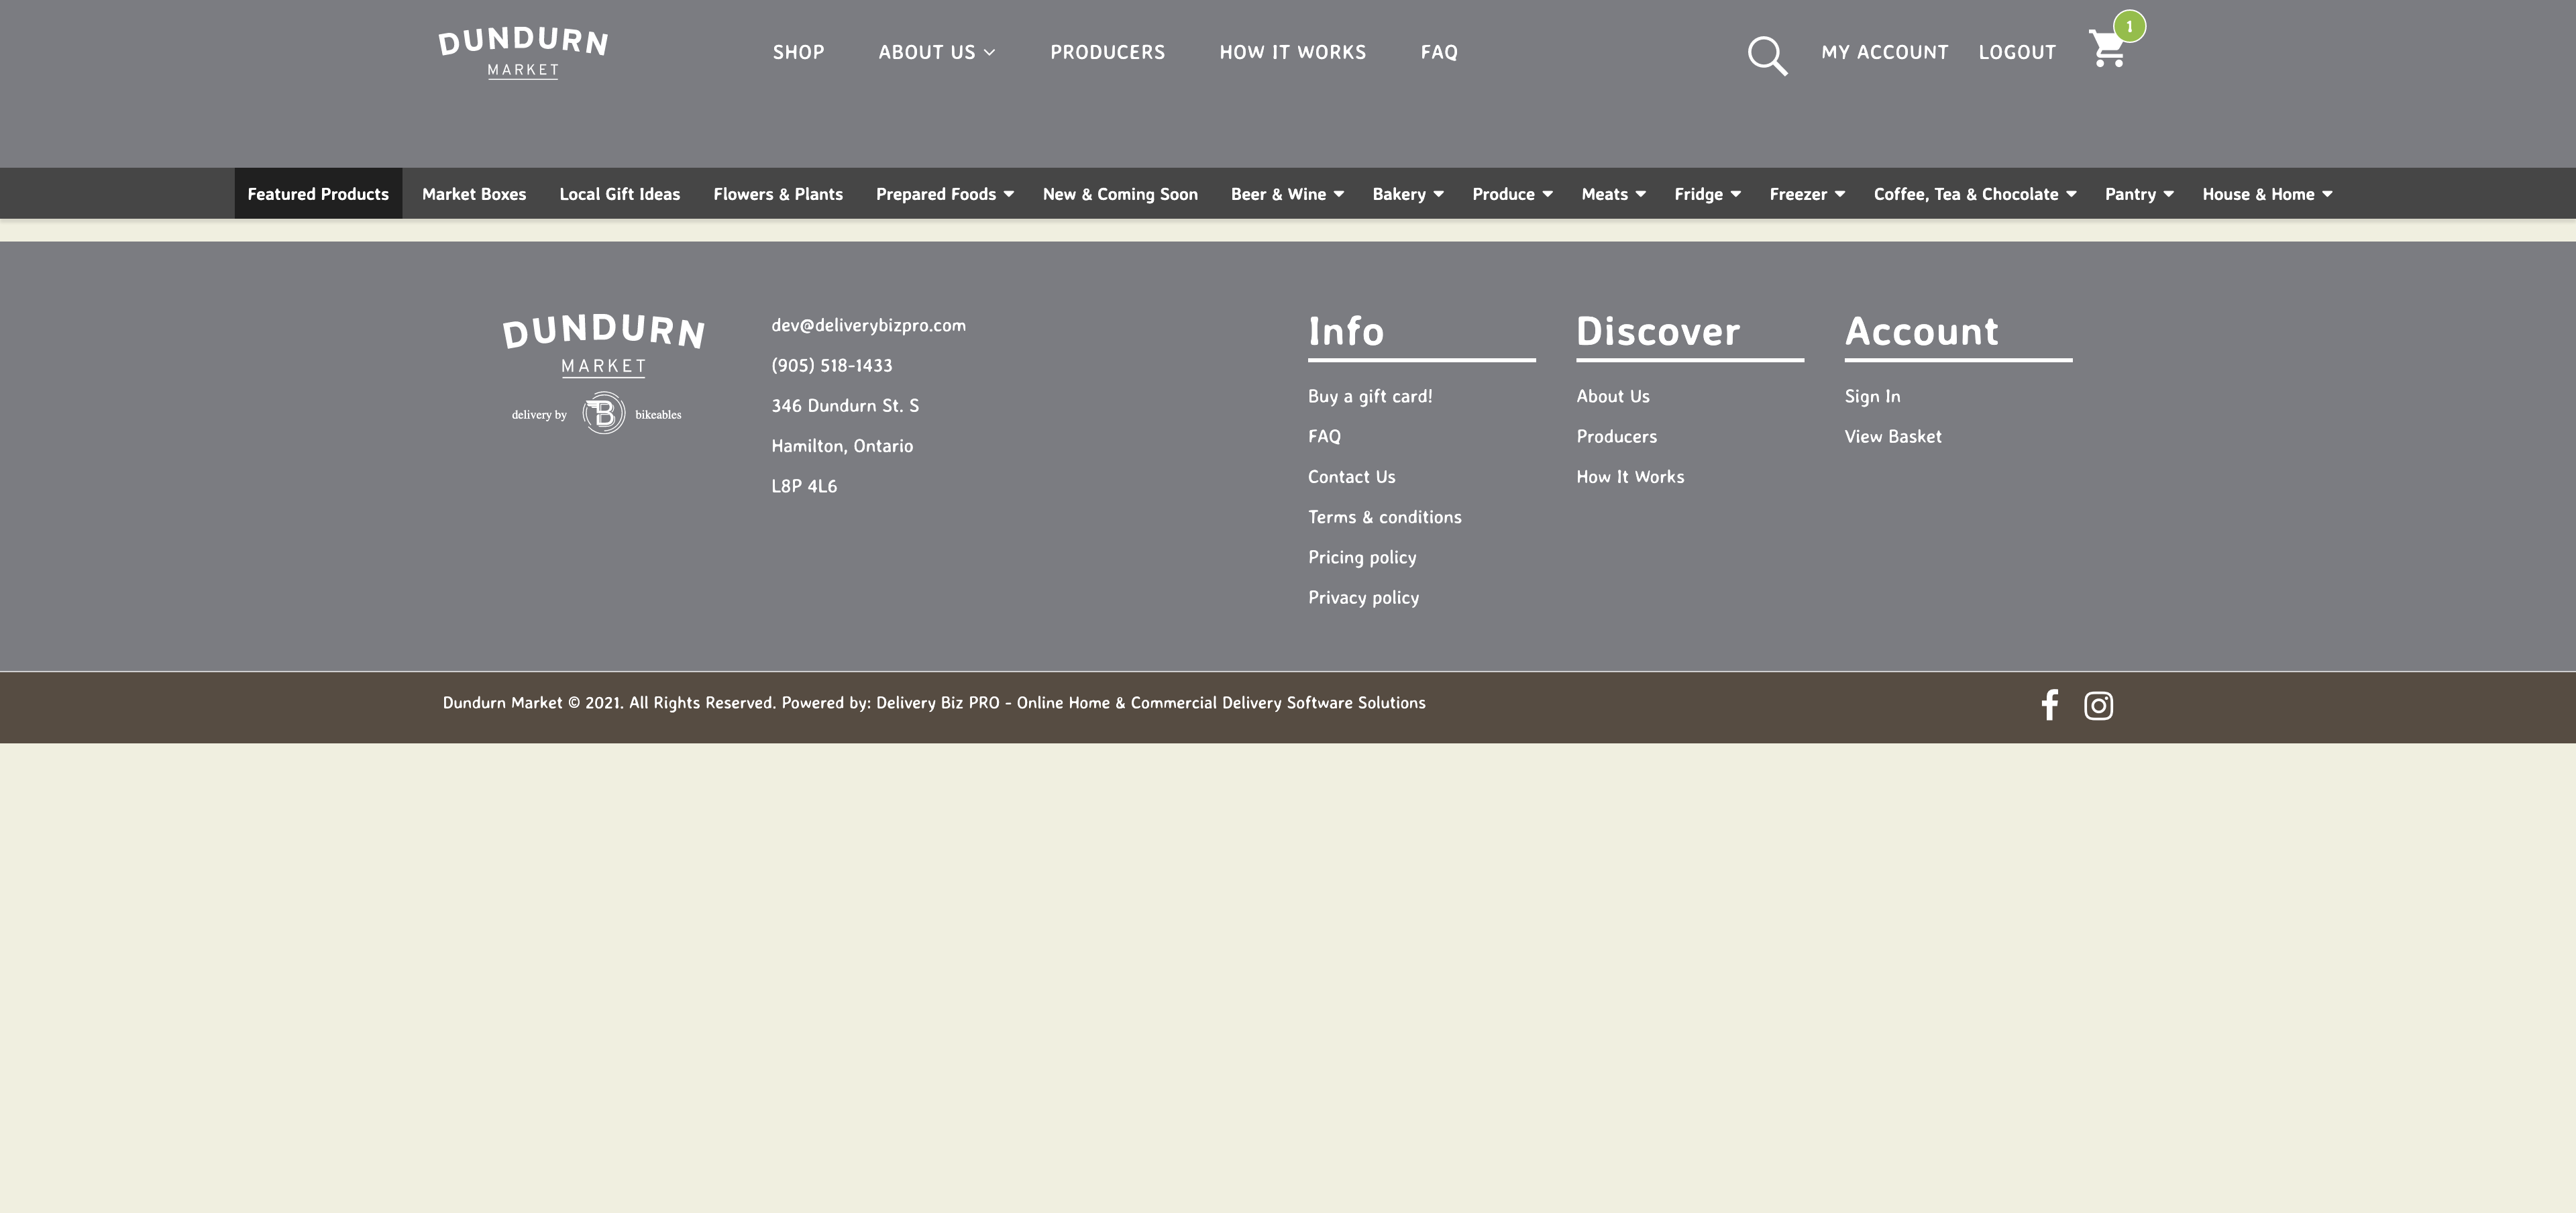 DUNDURN
MARKET
SHOP ABOUT US PRODUCERS HOW IT WORKS FAQ MY ACCOUNT LOGOUT 1
Featured Products Market Boxes Local Gift Ideas Flowers & Plants Prepared Foods New & Coming Soon Beer & Wine Bakery Produce Meats Fridge Freezer Coffee, Tea & Chocolate Pantry House & Home
DUNDURN
MARKET
delivery by B bikeables
dev@deliverybizpro.com
(905) 518-1433
346 Dundurn St. S
Hamilton, Ontario
L8P 4L6
Info
Buy a gift card!
FAQ
Contact Us
Terms & conditions
Pricing policy
Privacy policy
Discover
About Us
Producers
How It Works
Account
Sign In
View Basket
Dundurn Market © 2021. All Rights Reserved. Powered by: Delivery Biz PRO - Online Home & Commercial Delivery Software Solutions